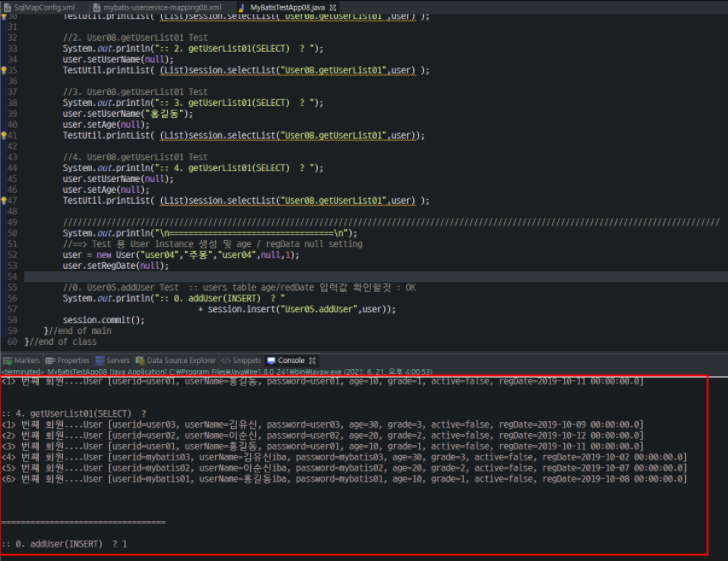 SqlMapConfig.xml mybatis-userservice-mapping08.xml MyBatisTestApp08.java
30 TestUtil.printList( (List)session.selectList("User08.getUserList01",user) );
31
32 //2. User08.getUserList01 Test
33 System.out.println(":: 2. getUserList01(SELECT)  ? ");
34 user.setUserName(null);
35 TestUtil.printList( (List)session.selectList("User08.getUserList01",user) );
36
37 //3. User08.getUserList01 Test
38 System.out.println(":: 3. getUserList01(SELECT)  ? ");
39 user.setUserName("홍길동");
40 user.setAge(null);
41 TestUtil.printList( (List)session.selectList("User08.getUserList01",user));
42
43 //4. User08.getUserList01 Test
44 System.out.println(":: 4. getUserList01(SELECT)  ? ");
45 user.setUserName(null);
46 user.setAge(null);
47 TestUtil.printList( (List)session.selectList("User08.getUserList01",user) );
48
49 ////////////////////////////////////////////////////////////////////////////////////////////////////////////////////////////////////////
50 System.out.println("\n==================================\n");
51 //==> Test 용 User instance 생성 및 age / regData null setting
52 user = new User("user04","주몽","user04",null,1);
53 user.setRegDate(null);
54
55 //0. User05.addUser Test  :: users table age/redDate 입력값 확인할것 : OK
56 System.out.println(":: 0. addUser(INSERT)  ? "
57 + session.insert("User05.addUser",user));
58 session.commit();
59 }//end of main
60 }//end of class
Markers Properties Servers Data Source Explorer Snippets Console
<terminated> MyBatisTestApp08 [Java Application] C:₩Program Files₩Java₩jre1.8.0_241₩bin₩javaw.exe (2021. 6. 21. 오후 4:00:53)
<1> 번째 회원....User [userid=user01, userName=홍길동, password=user01, age=10, grade=1, active=false, regDate=2019-10-11 00:00:00.0]
:: 4. getUserList01(SELECT)  ?
<1> 번째 회원....User [userid=user03, userName=김유신, password=user03, age=30, grade=3, active=false, regDate=2019-10-09 00:00:00.0]
<2> 번째 회원....User [userid=user02, userName=이순신, password=user02, age=20, grade=2, active=false, regDate=2019-10-12 00:00:00.0]
<3> 번째 회원....User [userid=user01, userName=홍길동, password=user01, age=10, grade=1, active=false, regDate=2019-10-11 00:00:00.0]
<4> 번째 회원....User [userid=mybatis03, userName=김유신iba, password=mybatis03, age=30, grade=3, active=false, regDate=2019-10-02 00:00:00.0]
<5> 번째 회원....User [userid=mybatis02, userName=이순신iba, password=mybatis02, age=20, grade=2, active=false, regDate=2019-10-07 00:00:00.0]
<6> 번째 회원....User [userid=mybatis01, userName=홍길동iba, password=mybatis01, age=10, grade=1, active=false, regDate=2019-10-08 00:00:00.0]
==================================
:: 0. addUser(INSERT)  ? 1